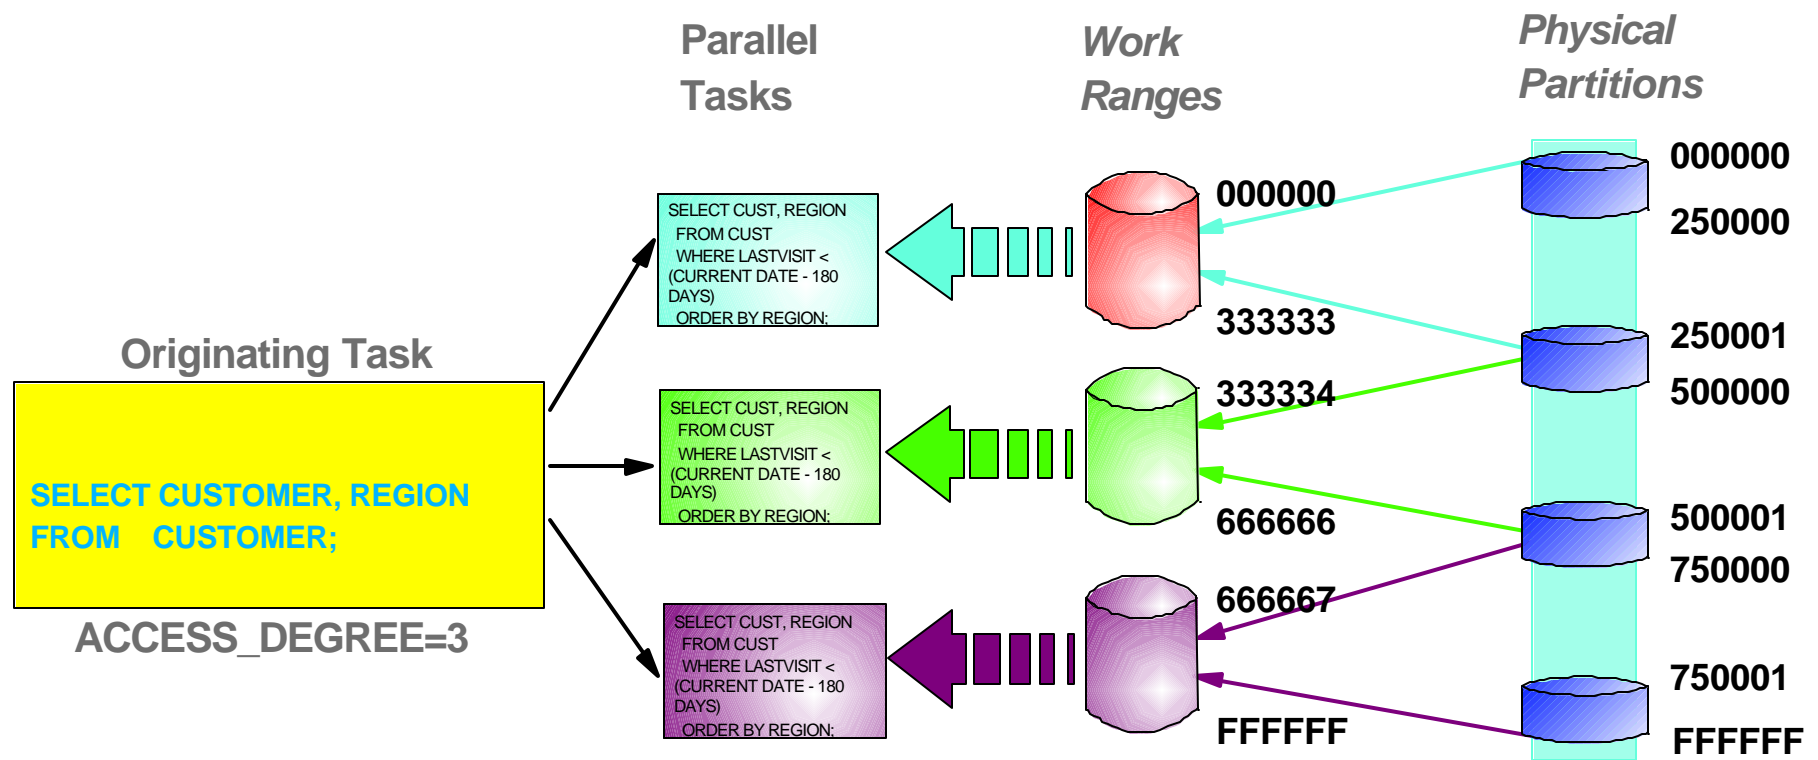 Parallel
Tasks
Work
Ranges
Physical
Partitions
Originating Task
SELECT CUSTOMER, REGION
FROM CUSTOMER;
ACCESS_DEGREE=3
SELECT CUST, REGION
FROM CUST
WHERE LASTVISIT <
(CURRENT DATE - 180
DAYS)
ORDER BY REGION;
SELECT CUST, REGION
FROM CUST
WHERE LASTVISIT <
(CURRENT DATE - 180
DAYS)
ORDER BY REGION;
SELECT CUST, REGION
FROM CUST
WHERE LASTVISIT <
(CURRENT DATE - 180
DAYS)
ORDER BY REGION;
000000
333333
333334
666666
666667
FFFFFF
000000
250000
250001
500000
500001
750000
750001
FFFFFF